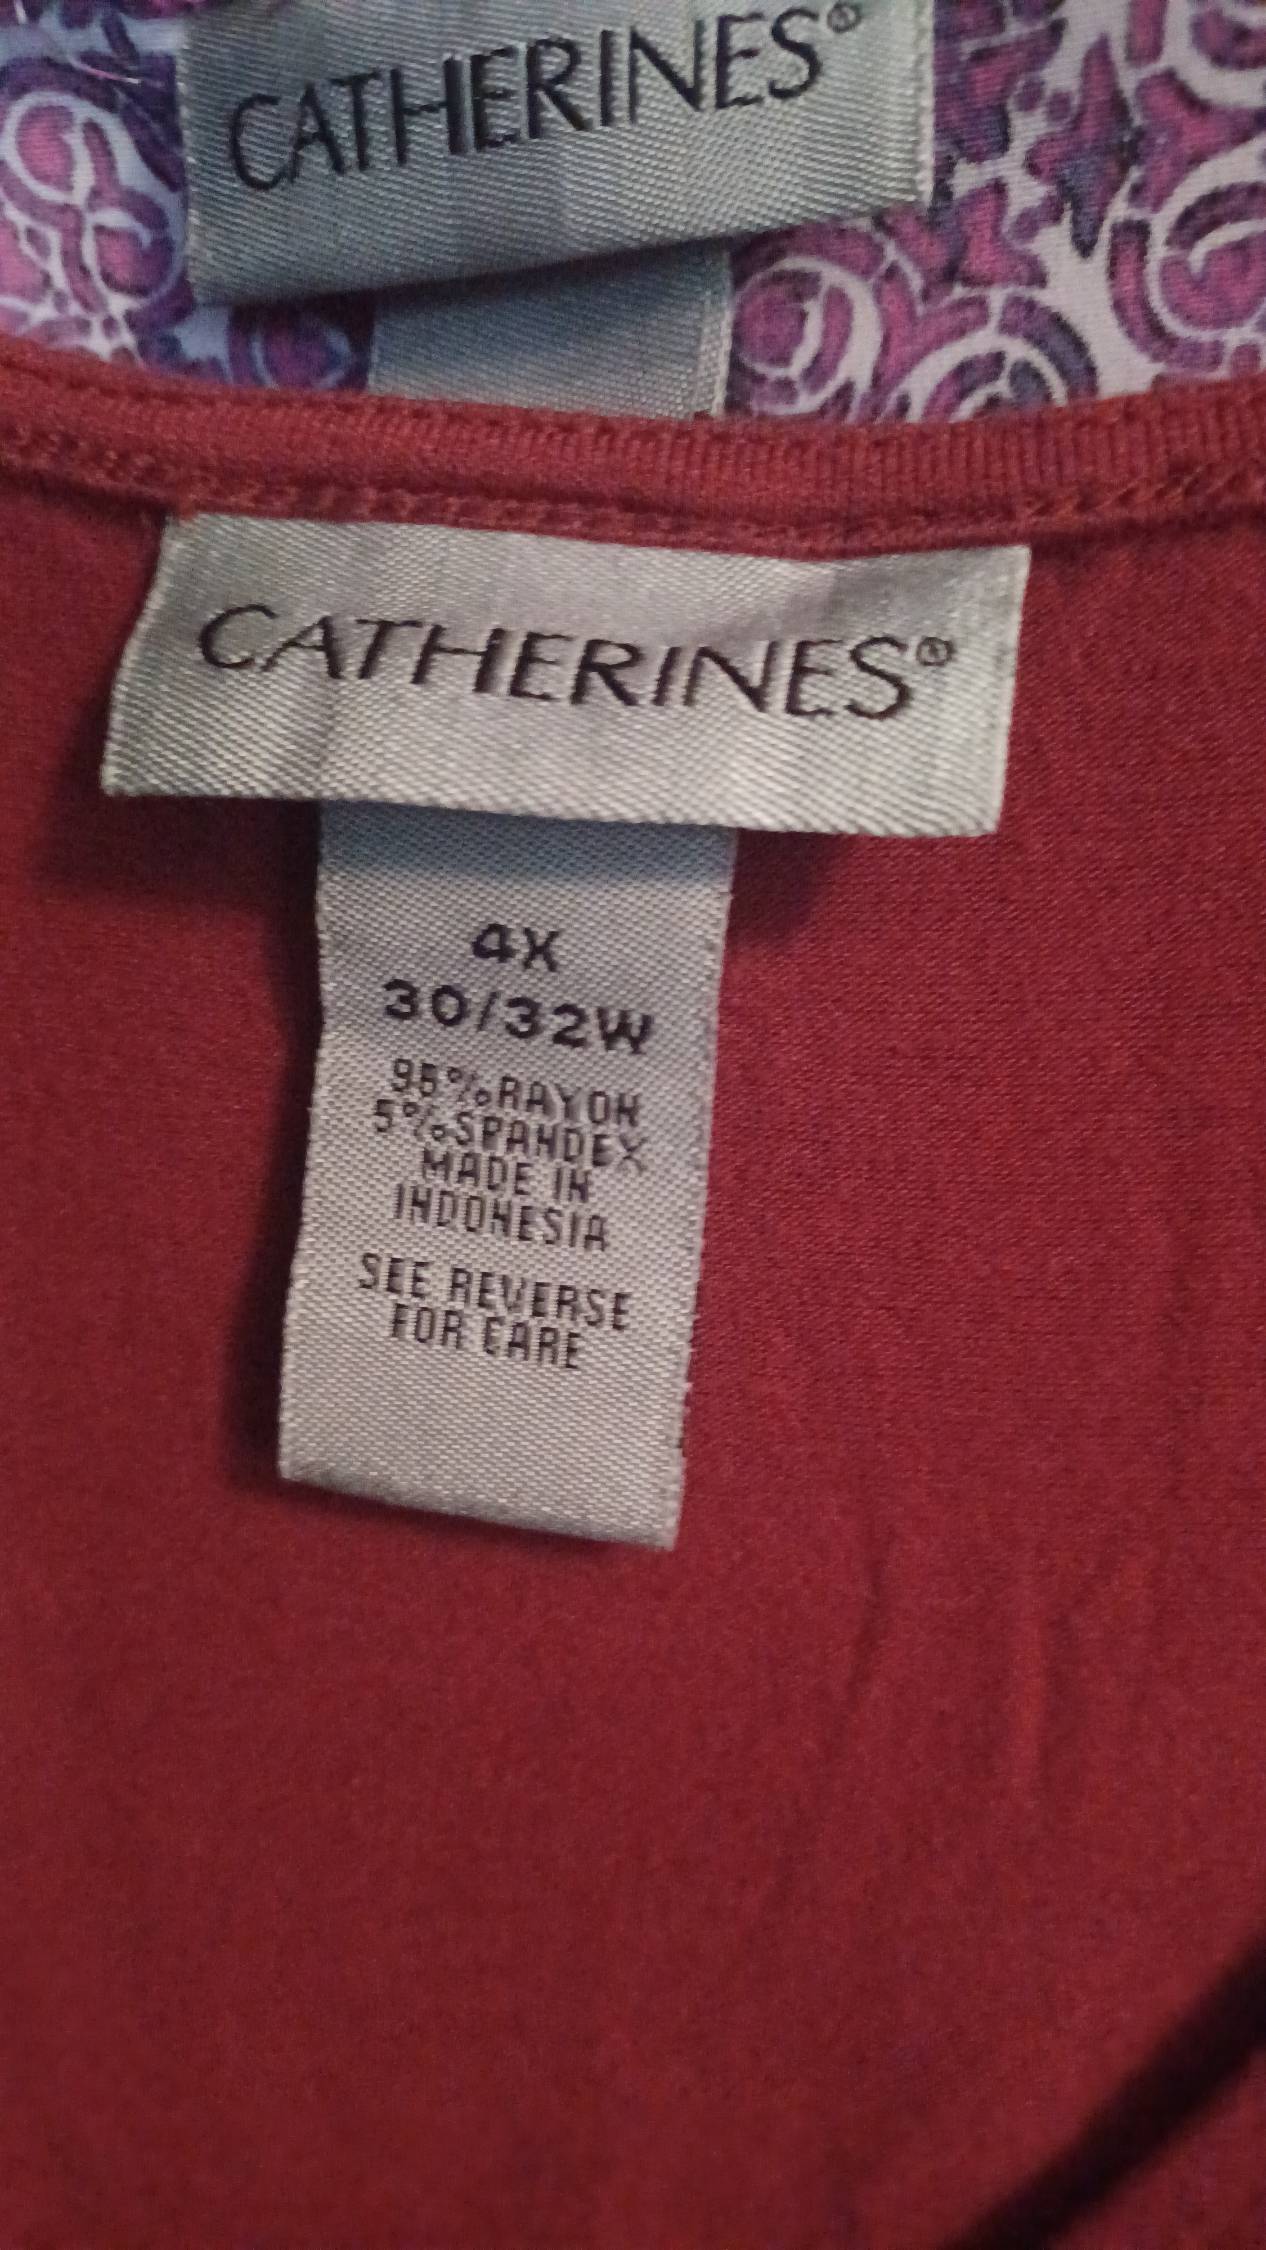 CATHERINES®
CATHERINES®
4X
30/32W
95%RAYON
5%SPANDEX
MADE IN
INDONESIA
SEE REVERSE
FOR CARE